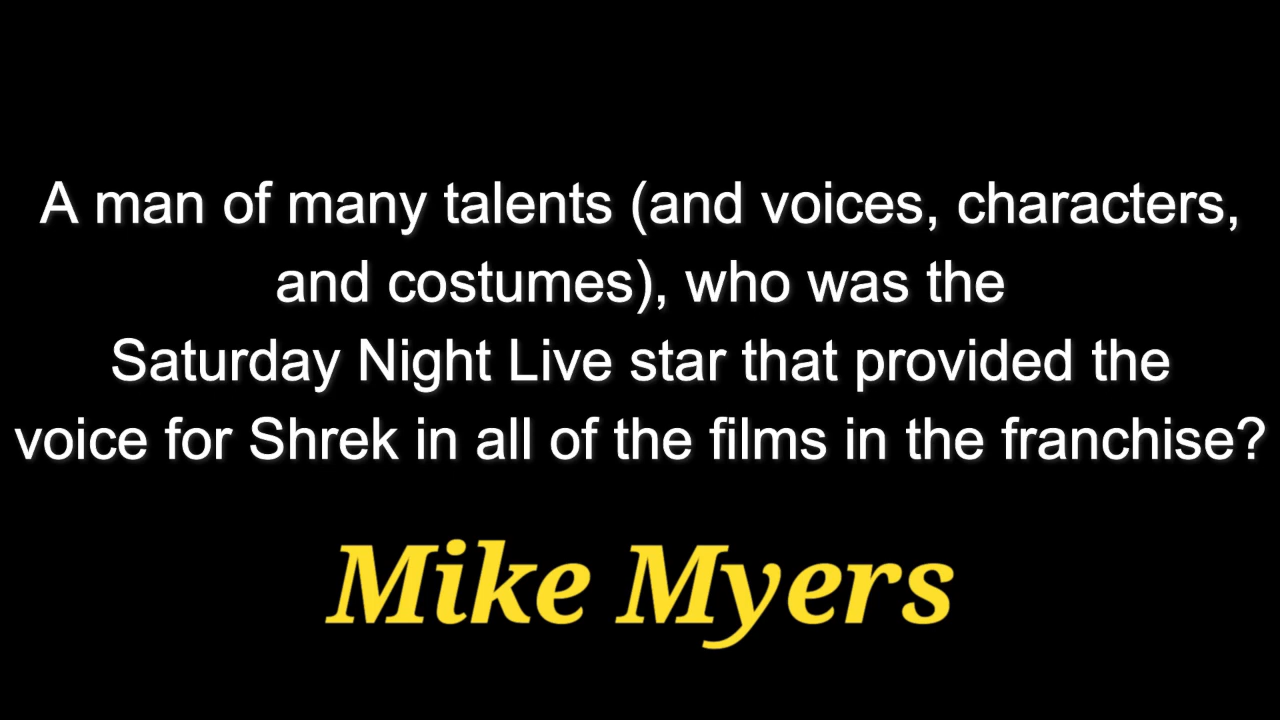 A man of many talents (and voices, characters,
and costumes), who was the
Saturday Night Live star that provided the
voice for Shrek in all of the films in the franchise?
Mike Myers